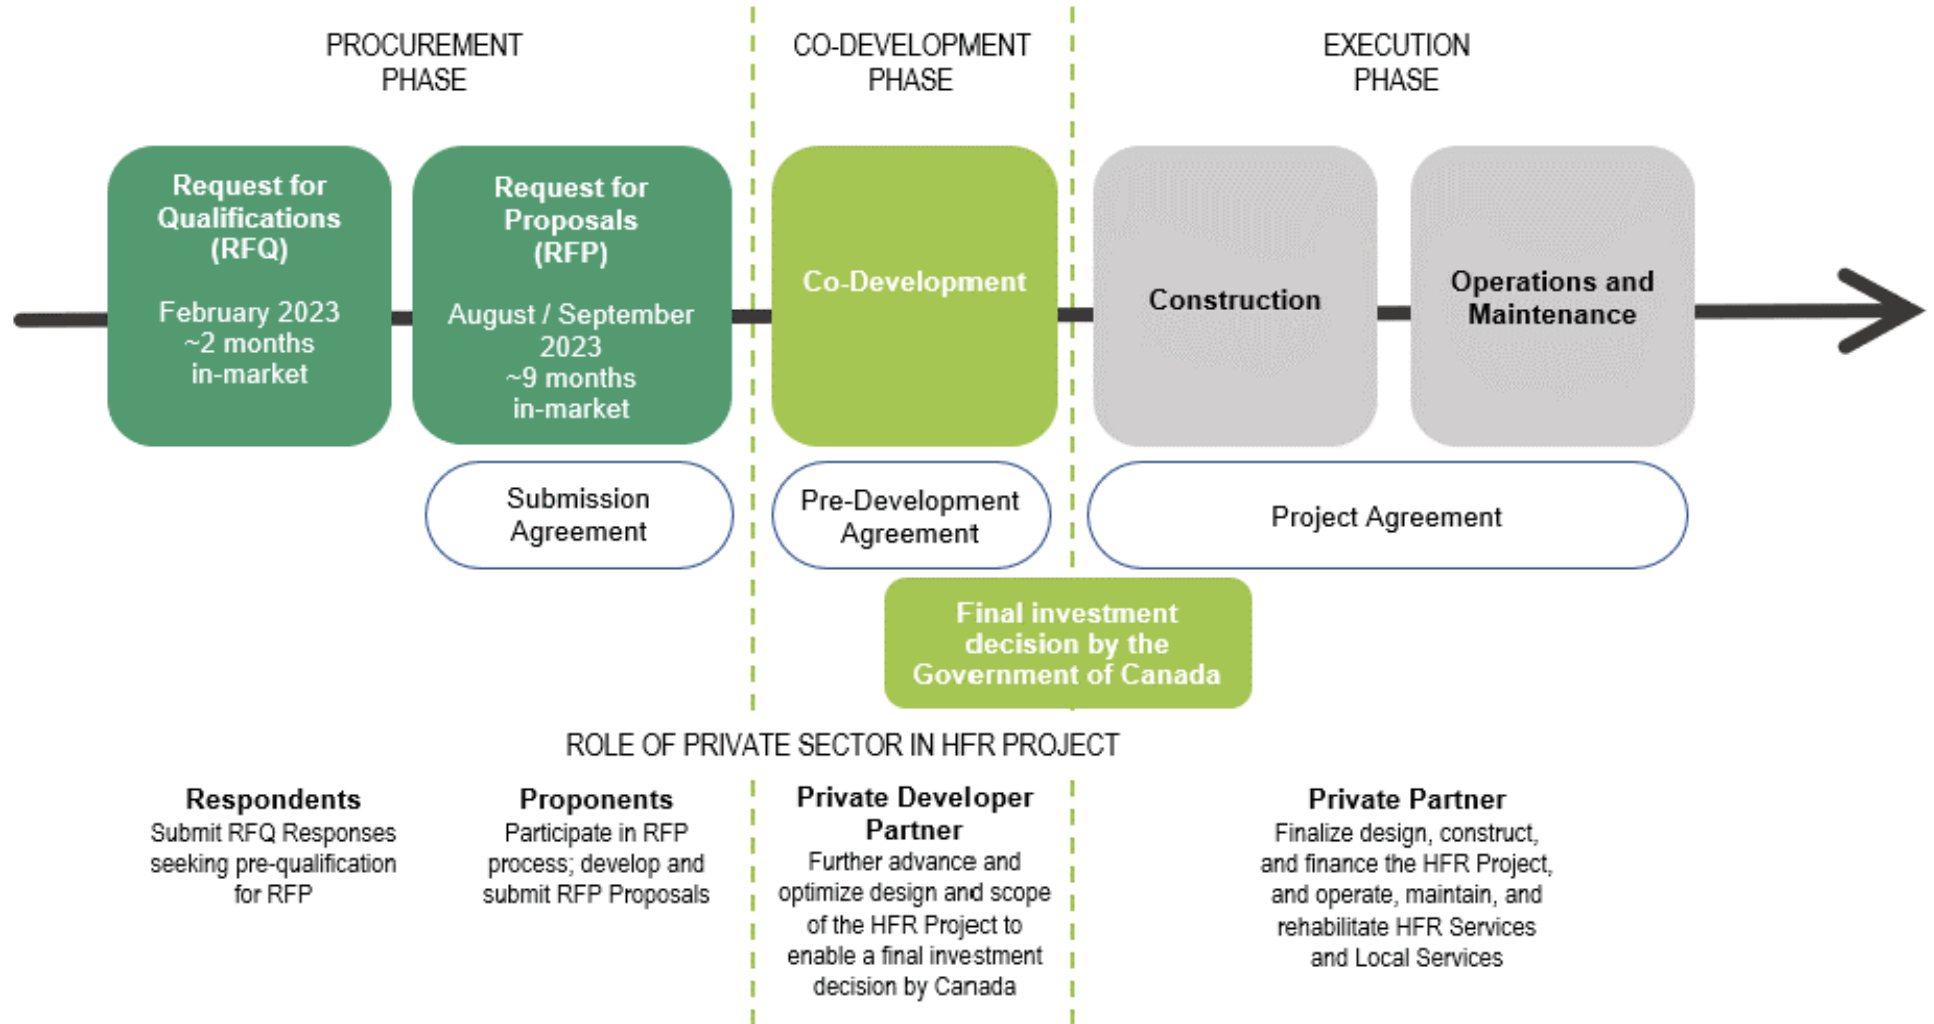 PROCUREMENT
PHASE
CO-DEVELOPMENT
PHASE
EXECUTION
PHASE
Request for
Qualifications
(RFQ)
February 2023
~2 months
in-market
Request for
Proposals
(RFP)
August / September
2023
~9 months
in-market
Co-Development
Construction
Operations and
Maintenance
Submission
Agreement
Pre-Development
Agreement
Project Agreement
Final investment
decision by the
Government of Canada
ROLE OF PRIVATE SECTOR IN HFR PROJECT
Respondents
Submit RFQ Responses
seeking pre-qualification
for RFP
Proponents
Participate in RFP
process; develop and
submit RFP Proposals
Private Developer
Partner
Further advance and
optimize design and scope
of the HFR Project to
enable a final investment
decision by Canada
Private Partner
Finalize design, construct,
and finance the HFR Project,
and operate, maintain, and
rehabilitate HFR Services
and Local Services